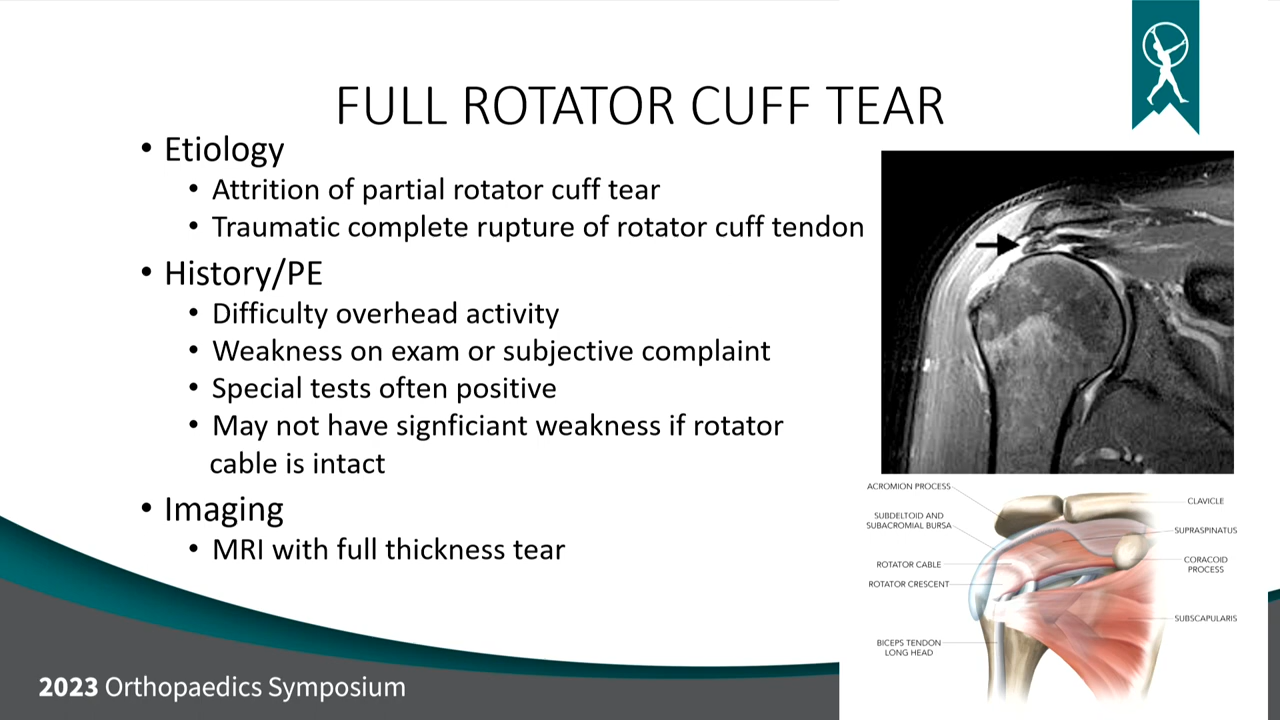 FULL ROTATOR CUFF TEAR
• Etiology
• Attrition of partial rotator cuff tear
• Traumatic complete rupture of rotator cuff tendon
• History/PE
• Difficulty overhead activity
• Weakness on exam or subjective complaint
• Special tests often positive
• May not have signficiant weakness if rotator
cable is intact
• Imaging
• MRI with full thickness tear
ACROMION PROCESS
SUBDELTOID AND
SUBACROMIAL BURSA
ROTATOR CABLE
ROTATOR CRESCENT
BICEPS TENDON
LONG HEAD
CLAVICLE
SUPRASPINATUS
CORACOID
PROCESS
SUBSCAPULARIS
2023 Orthopaedics Symposium